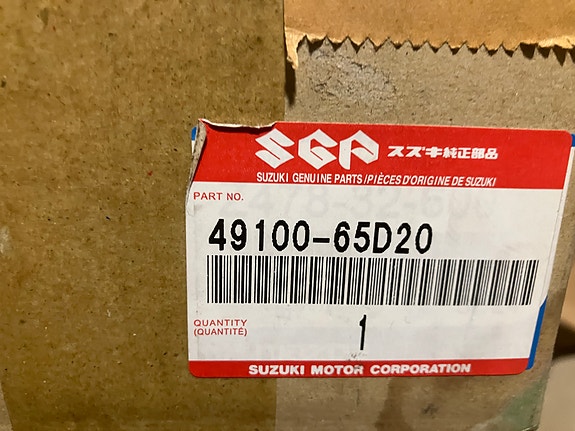 SGP スズキ純正部品
SUZUKI GENUINE PARTS/PIÈCES D'ORIGINE DE SUZUKI
PART NO.
49100-65D20
QUANTITY
(QUANTITÉ)
1
SUZUKI MOTOR CORPORATION